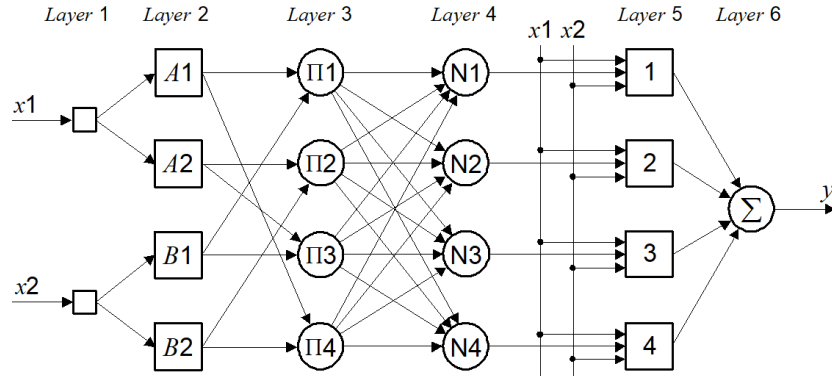 Layer 1 Layer 2 Layer 3 Layer 4 Layer 5 Layer 6
x1 x2
A1 Π1 N1 1
x1
A2 Π2 N2 2
y
Σ
B1 Π3 N3 3
x2
B2 Π4 N4 4